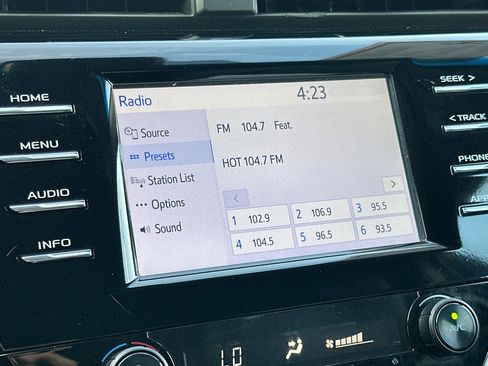 Radio 4:23
HOME
MENU
AUDIO
INFO
Source
Presets
Station List
Options
Sound
FM 104.7 Feat.
HOT 104.7 FM
<
>
1 102.9 2 106.9 3 95.5
4 104.5 5 96.5 6 93.5
SEEK >
< TRACK
PHONE
A/C